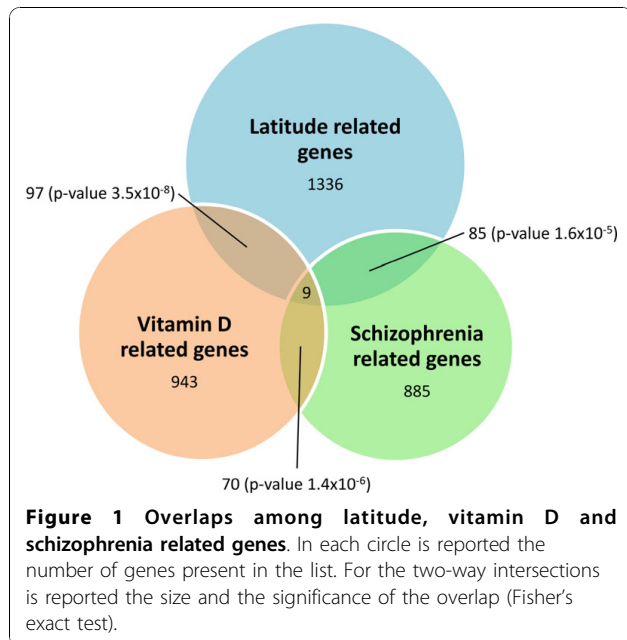 Latitude related
genes
1336
97 (p-value 3.5x10⁻⁸)
85 (p-value 1.6x10⁻⁵)
9
Vitamin D
related genes
943
Schizophrenia
related genes
885
70 (p-value 1.4x10⁻⁶)
Figure 1 Overlaps among latitude, vitamin D and
schizophrenia related genes. In each circle is reported the
number of genes present in the list. For the two-way intersections
is reported the size and the significance of the overlap (Fisher's
exact test).